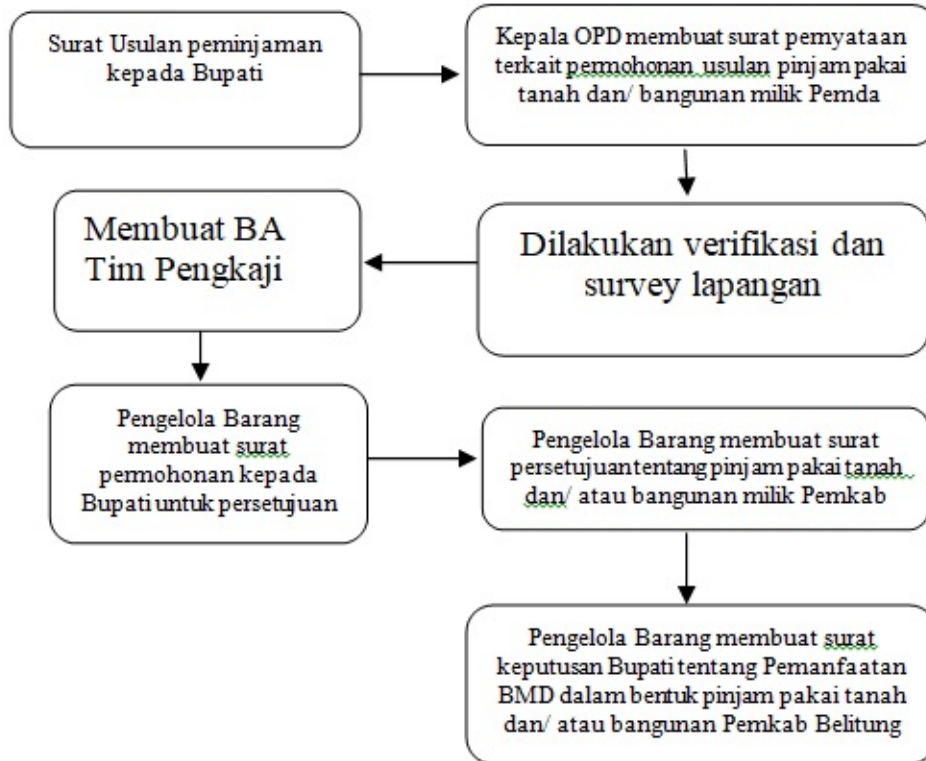 Surat Usulan peminjaman
kepada Bupati
Kepala OPD membuat surat pernyataan
terkait permohonan usulan pinjam pakai
tanah dan/ bangunan milik Pemda
Dilakukan verifikasi dan
survey lapangan
Membuat BA
Tim Pengkaji
Pengelola Barang
membuat surat
permohonan kepada
Bupati untuk persetujuan
Pengelola Barang membuat surat
persetujuan tentang pinjam pakai tanah
dan/ atau bangunan milik Pemkab
Pengelola Barang membuat surat
keputusan Bupati tentang Pemanfaatan
BMD dalam bentuk pinjam pakai tanah
dan/ atau bangunan Pemkab Belitung